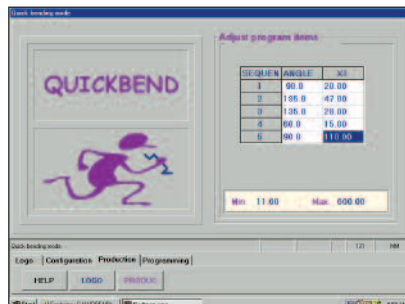 Quick bending mode
Adjust program items
QUICKBEND
SEQUEN ANGLE X1
1 90.0 20.00
2 135.0 47.00
3 135.0 20.00
4 60.0 15.00
5 90.0 110.00
Min 11.00 Max. 600.00
Quick bending mode
Logo Configuration Production Programming
HELP LOGO PRODUC
Start